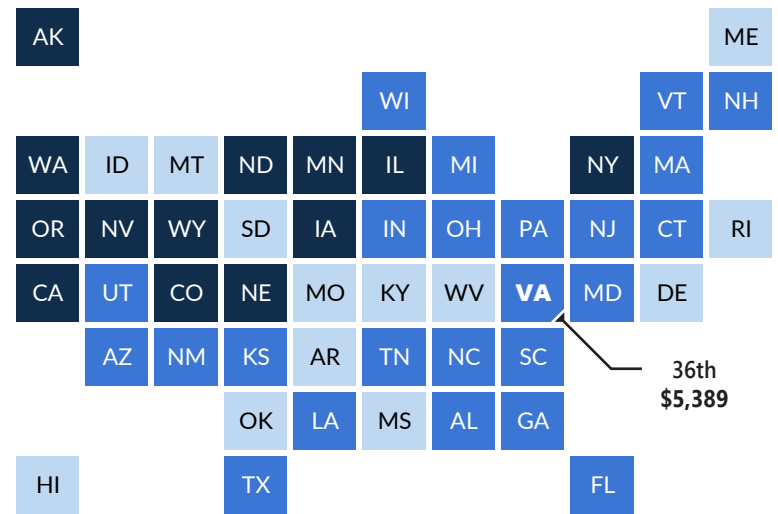 AK ME
WI VT NH
WA ID MT ND MN IL MI NY MA
OR NV WY SD IA IN OH PA NJ CT RI
CA UT CO NE MO KY WV VA MD DE
AZ NM KS AR TN NC SC
36th
$5,389
OK LA MS AL GA
HI TX FL